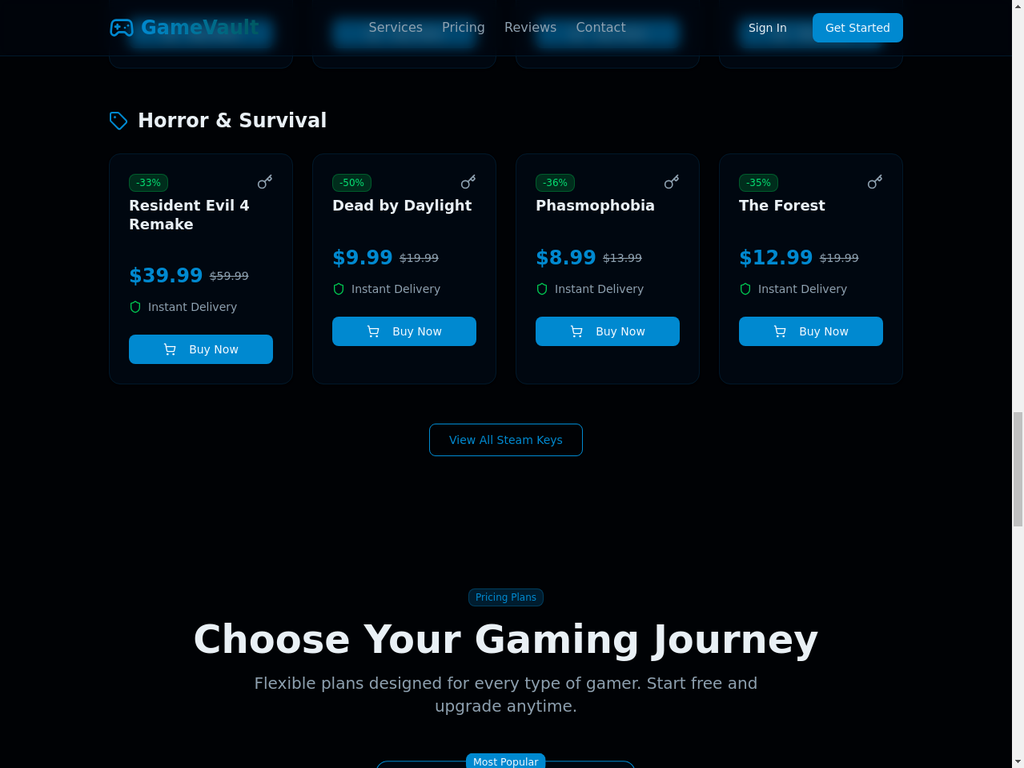 GameVault
Services
Pricing
Reviews
Contact
Sign In
Get Started
Horror & Survival
-33%
Resident Evil 4
Remake
$39.99 $59.99
Instant Delivery
Buy Now
-50%
Dead by Daylight
$9.99 $19.99
Instant Delivery
Buy Now
-36%
Phasmophobia
$8.99 $13.99
Instant Delivery
Buy Now
-35%
The Forest
$12.99 $19.99
Instant Delivery
Buy Now
View All Steam Keys
Pricing Plans
Choose Your Gaming Journey
Flexible plans designed for every type of gamer. Start free and
upgrade anytime.
Most Popular